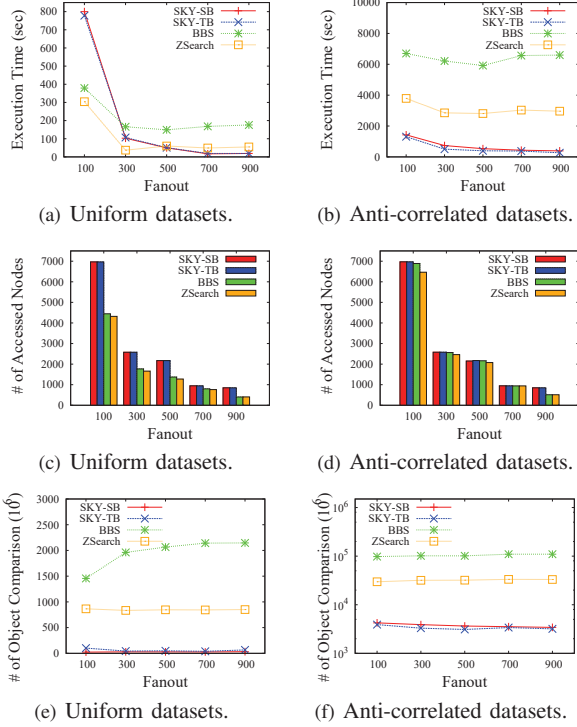 800
700
600
500
400
300
200
100
0
Execution Time (sec)
SKY-SB
SKY-TB
BBS
ZSearch
100 300 500 700 900
Fanout
(a) Uniform datasets.
10000
8000
6000
4000
2000
0
Execution Time (sec)
SKY-SB
SKY-TB
BBS
ZSearch
100 300 500 700 900
Fanout
(b) Anti-correlated datasets.
7000
6000
5000
4000
3000
2000
1000
0
# of Accessed Nodes
SKY-SB
SKY-TB
BBS
ZSearch
100 300 500 700 900
Fanout
(c) Uniform datasets.
7000
6000
5000
4000
3000
2000
1000
0
# of Accessed Nodes
SKY-SB
SKY-TB
BBS
ZSearch
100 300 500 700 900
Fanout
(d) Anti-correlated datasets.
3000
2500
2000
1500
1000
500
0
# of Object Comparison (10⁶)
SKY-SB
SKY-TB
BBS
ZSearch
100 300 500 700 900
Fanout
(e) Uniform datasets.
10⁶
10⁵
10⁴
10³
# of Object Comparison (10⁶)
SKY-SB
SKY-TB
BBS
ZSearch
100 300 500 700 900
Fanout
(f) Anti-correlated datasets.